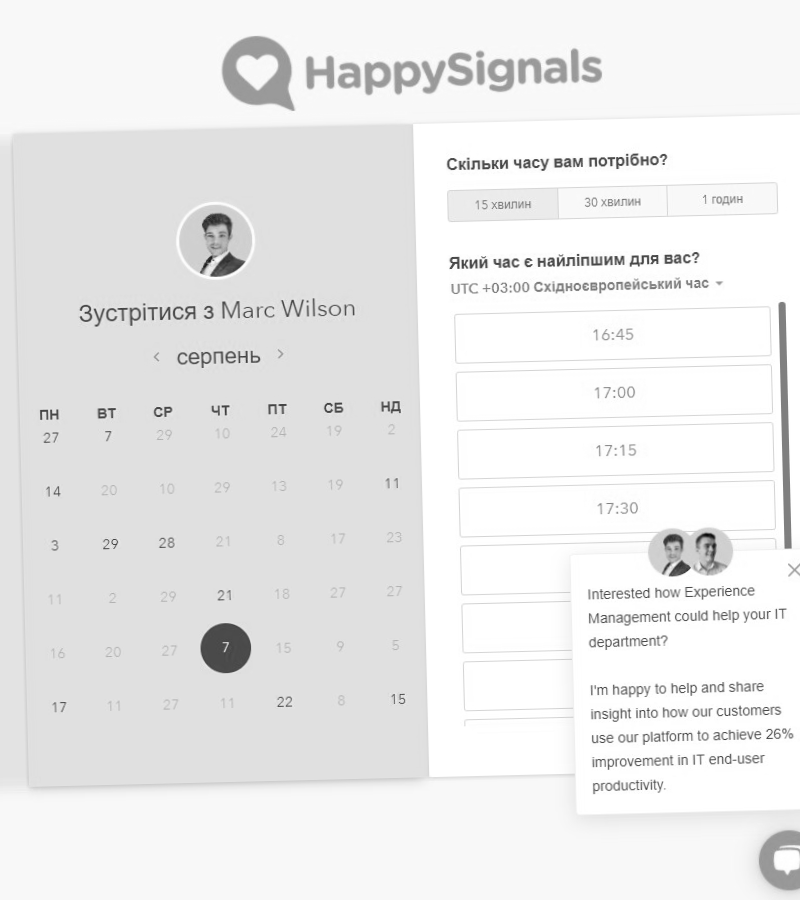 HappySignals
Зустрітися з Marc Wilson
серпень
ПН ВТ СР ЧТ ПТ СБ НД
27 7 29 10 24 19 2
14 20 10 29 13 19 11
3 29 28 21 8 17 23
11 2 29 21 18 27 27
16 20 27 7 15 9 5
17 11 27 11 22 8 15
Скільки часу вам потрібно?
15 хвилин 30 хвилин 1 годин
Який час є найліпшим для вас?
UTC +03:00 Східноєвропейський час
16:45
17:00
17:15
17:30
Interested how Experience
Management could help your IT
department?
I'm happy to help and share
insight into how our customers
use our platform to achieve 26%
improvement in IT end-user
productivity.